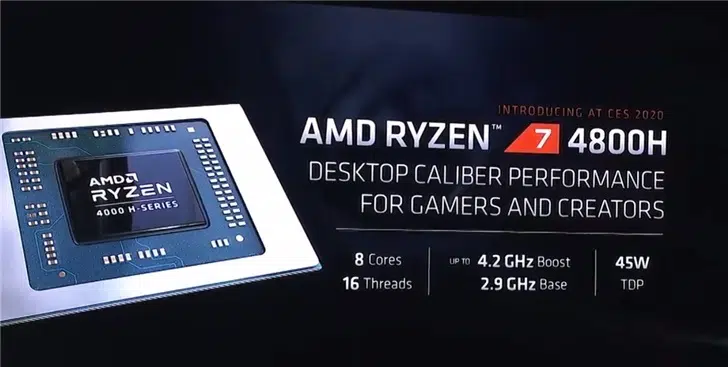 INTRODUCING AT CES 2020
AMD RYZEN™ 7 4800H
DESKTOP CALIBER PERFORMANCE
FOR GAMERS AND CREATORS
AMD
RYZEN
4000 H-SERIES
8 Cores
16 Threads
UP TO 4.2 GHz Boost
2.9 GHz Base
45W
TDP